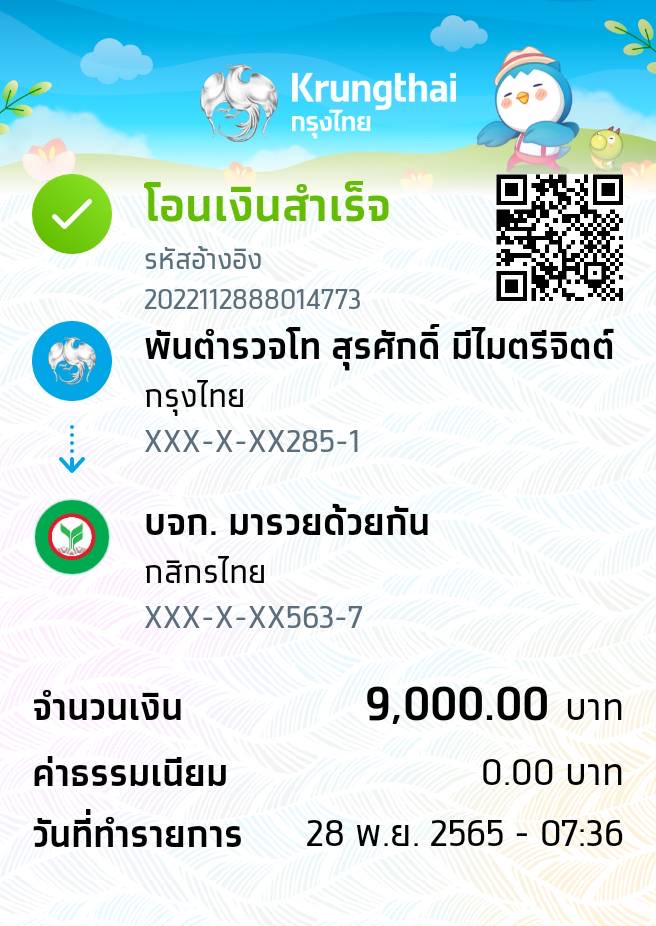 Krungthai
กรุงไทย
โอนเงินสำเร็จ
รหัสอ้างอิง
2022112888014773
พันตำรวจโท สุรศักดิ์ มีไมตรีจิตต์
กรุงไทย
XXX-X-XX285-1
บจก. มารวยด้วยกัน
กสิกรไทย
XXX-X-XX563-7
จำนวนเงิน 9,000.00 บาท
ค่าธรรมเนียม 0.00 บาท
วันที่ทำรายการ 28 พ.ย. 2565 - 07:36